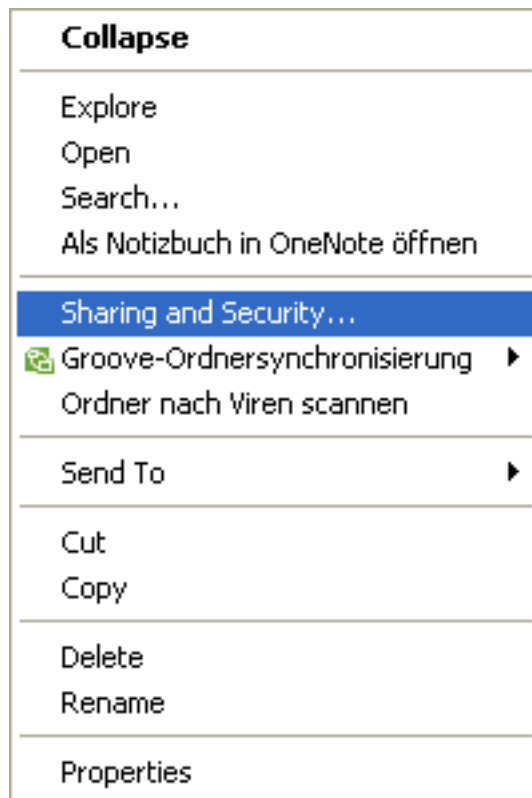 Collapse
Explore
Open
Search...
Als Notizbuch in OneNote öffnen
Sharing and Security...
Groove-Ordnersynchronisierung
Ordner nach Viren scannen
Send To
Cut
Copy
Delete
Rename
Properties